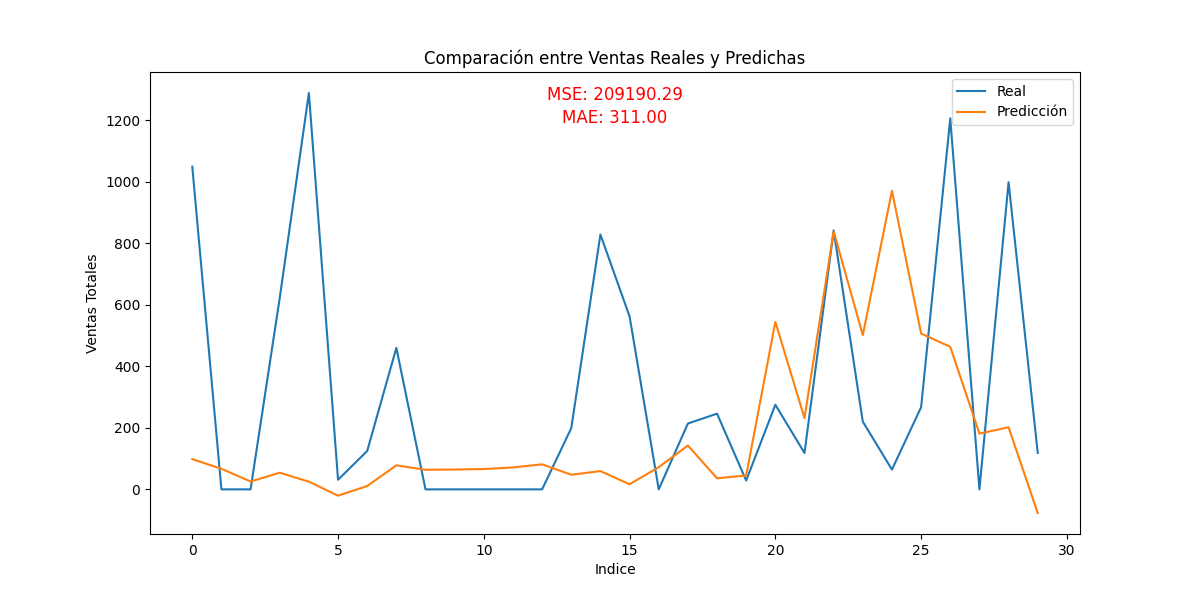 Comparación entre Ventas Reales y Predichas
MSE: 209190.29
MAE: 311.00
Real
Predicción
Ventas Totales
1200
1000
800
600
400
200
0
0 5 10 15 20 25 30
Indice